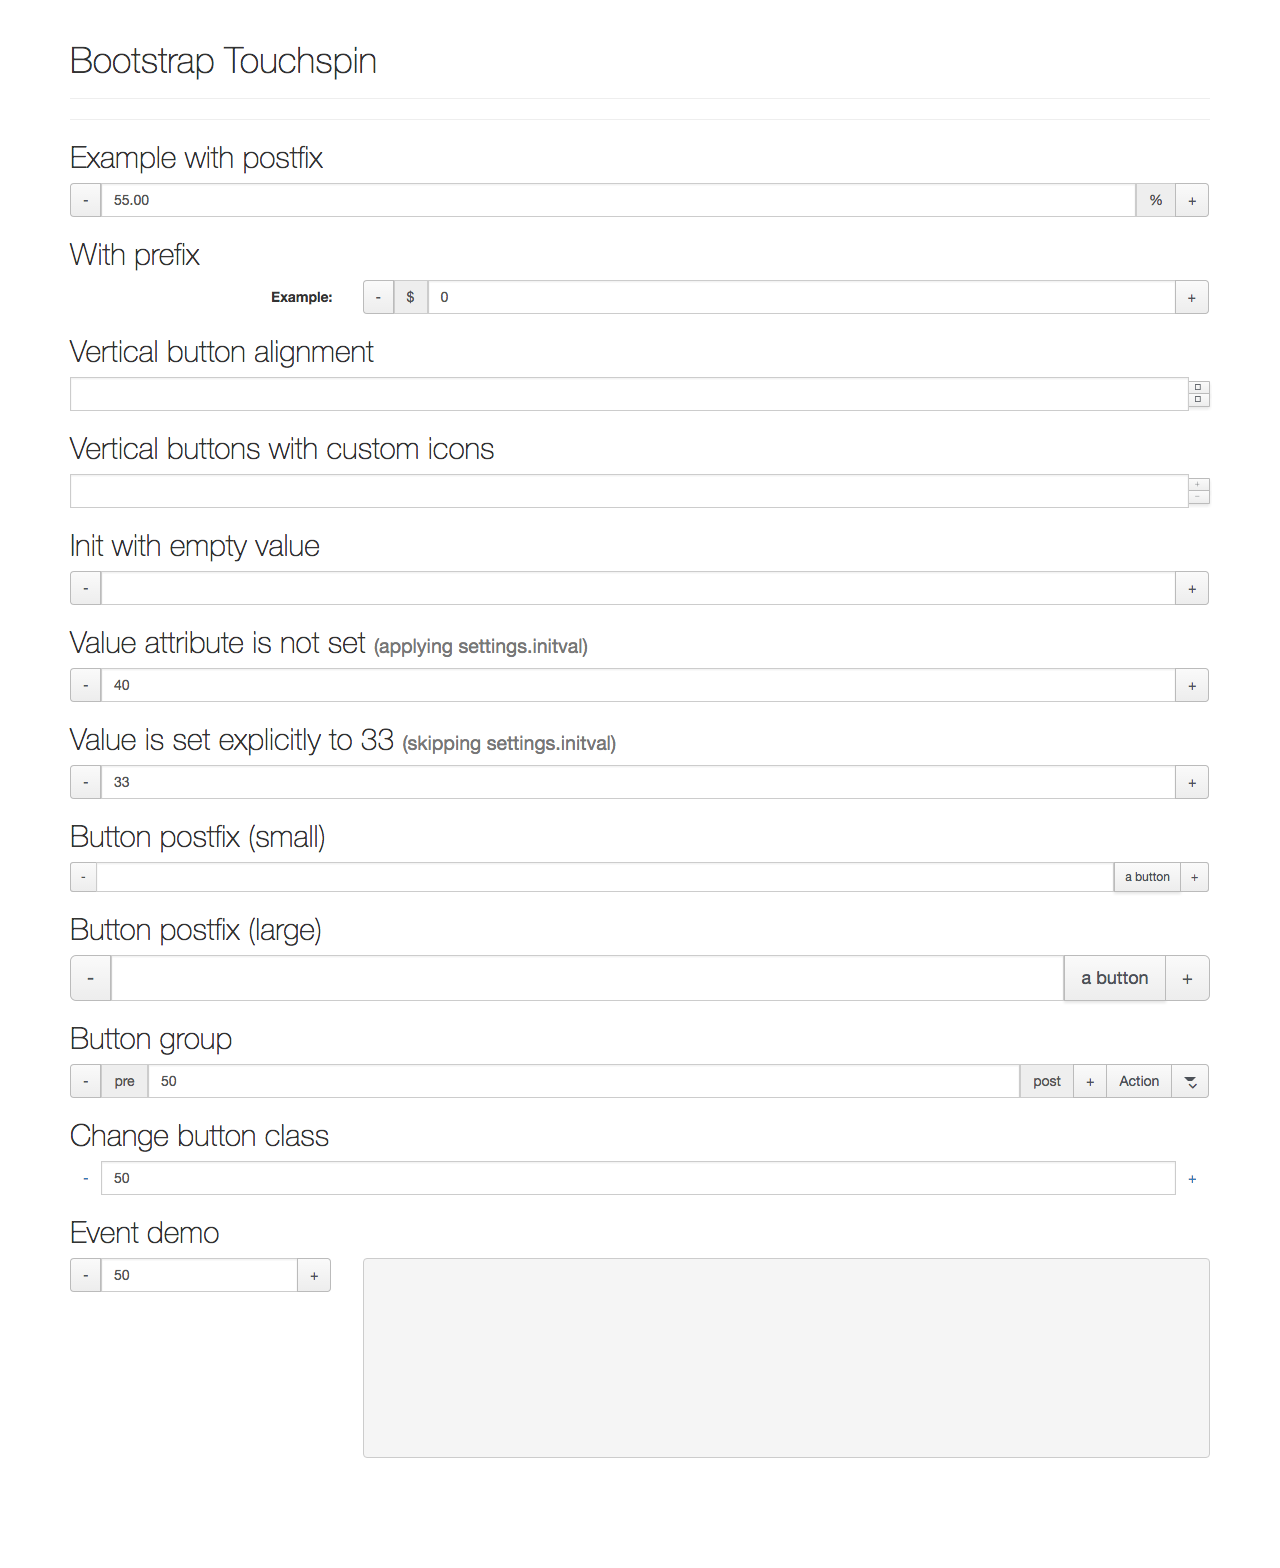 Bootstrap Touchspin
Example with postfix
- 55.00 % +
With prefix
Example: - $ 0 +
Vertical button alignment
Vertical buttons with custom icons
+
-
Init with empty value
- +
Value attribute is not set (applying settings.initval)
- 40 +
Value is set explicitly to 33 (skipping settings.initval)
- 33 +
Button postfix (small)
- a button +
Button postfix (large)
- a button +
Button group
- pre 50 post + Action
Change button class
- 50 +
Event demo
- 50 +